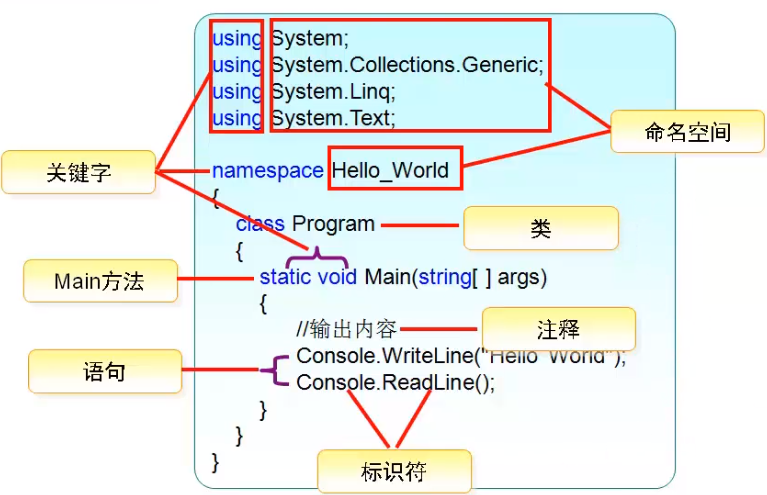 using System;
using System.Collections.Generic;
using System.Linq;
using System.Text;
命名空间
关键字
namespace Hello_World
{
class Program
类
{
Main方法
static void Main(string[ ] args)
{
//输出内容
注释
语句
Console.WriteLine("Hello World");
Console.ReadLine();
}
}
}
标识符